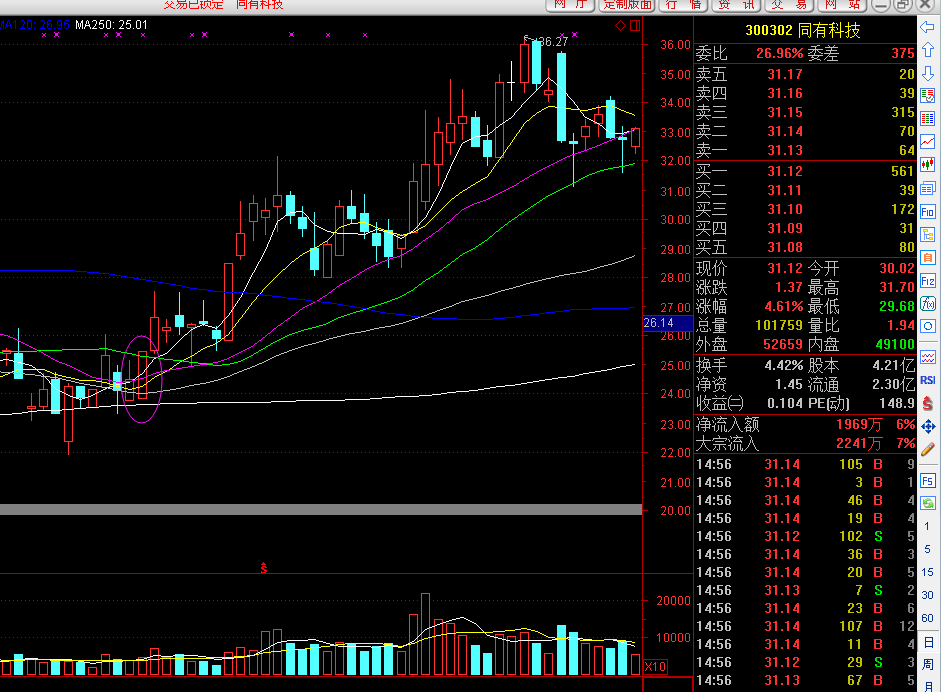 交易已锁定 同有科技
网 厅 定制版面 行 情 资 讯 交 易 网 站
MA120: 26.96 MA250: 25.01
36.27
36.00
35.00
34.00
33.00
32.00
31.00
30.00
29.00
28.00
27.00
26.14
26.00
25.00
24.00
23.00
22.00
21.00
20.00
$
20000
10000
X10
300302 同有科技
委比 26.96% 委差 375
卖五 31.17 20
卖四 31.16 39
卖三 31.15 315
卖二 31.14 70
卖一 31.13 64
买一 31.12 561
买二 31.11 39
买三 31.10 172
买四 31.09 31
买五 31.08 80
现价 31.12 今开 30.02
涨跌 1.37 最高 31.70
涨幅 4.61% 最低 29.68
总量 101759 量比 1.94
外盘 52659 内盘 49100
换手 4.42% 股本 4.21亿
净资 1.45 流通 2.30亿
收益㈡ 0.104 PE(动) 148.9
净流入额 1969万 6%
大宗流入 2241万 7%
14:56 31.14 105 B 9
14:56 31.14 3 B 1
14:56 31.14 46 B 4
14:56 31.14 19 B 4
14:56 31.12 102 S 5
14:56 31.14 36 B 3
14:56 31.14 20 B 5
14:56 31.13 7 S 2
14:56 31.14 23 B 6
14:56 31.14 107 B 12
14:56 31.14 11 B 4
14:56 31.12 29 S 3
14:56 31.13 67 B 5
F10
自
F12
f(x)
RSI
$
F5
1
5
15
30
60
日
周
月